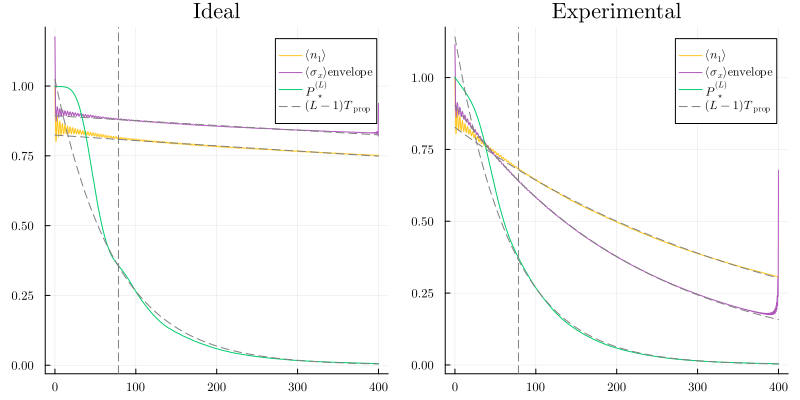 Ideal
Experimental
⟨n₁⟩
⟨σₓ⟩envelope
P⋆⁽ᴸ⁾
(L − 1)T_prop
1.00
0.75
0.50
0.25
0.00
0
100
200
300
400
⟨n₁⟩
⟨σₓ⟩envelope
P⋆⁽ᴸ⁾
(L − 1)T_prop
1.00
0.75
0.50
0.25
0.00
0
100
200
300
400